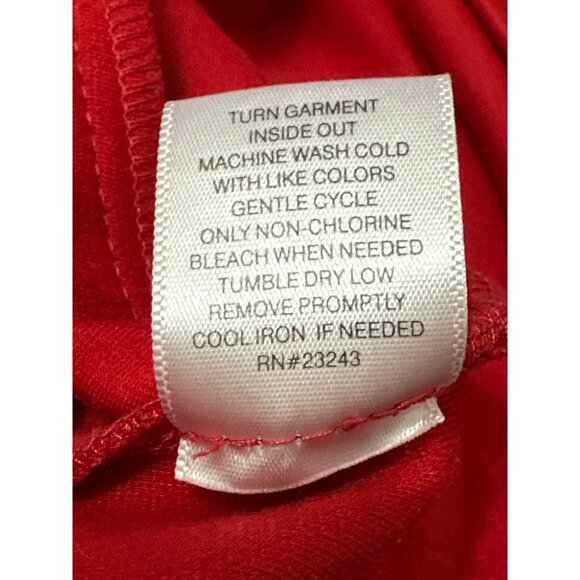 TURN GARMENT
INSIDE OUT
MACHINE WASH COLD
WITH LIKE COLORS
GENTLE CYCLE
ONLY NON-CHLORINE
BLEACH WHEN NEEDED
TUMBLE DRY LOW
REMOVE PROMPTLY
COOL IRON IF NEEDED
RN#23243